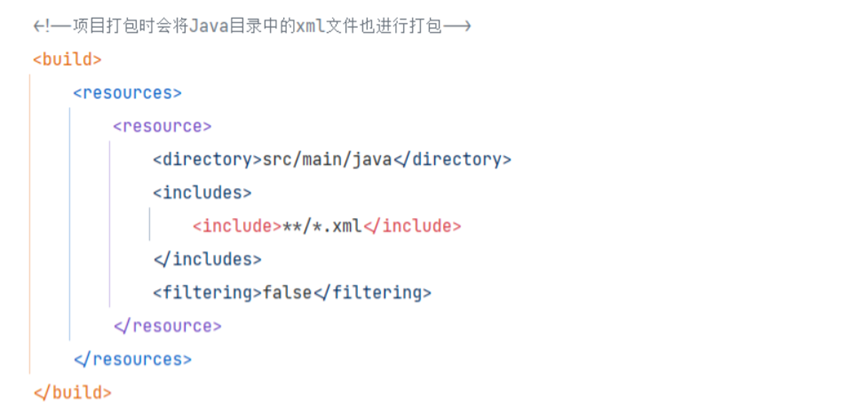 <!--项目打包时会将Java目录中的xml文件也进行打包-->
<build>
<resources>
<resource>
<directory>src/main/java</directory>
<includes>
<include>**/*.xml</include>
</includes>
<filtering>false</filtering>
</resource>
</resources>
</build>